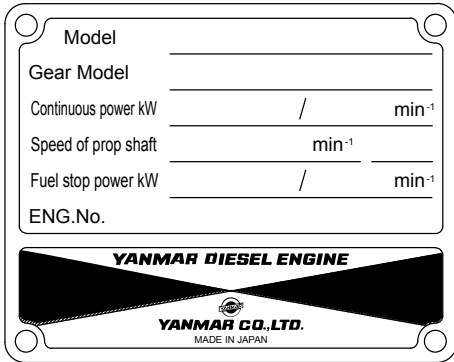 Model
Gear Model
Continuous power kW / min-1
Speed of prop shaft min-1
Fuel stop power kW / min-1
ENG.No.
YANMAR DIESEL ENGINE
YANMAR
YANMAR CO.,LTD.
MADE IN JAPAN